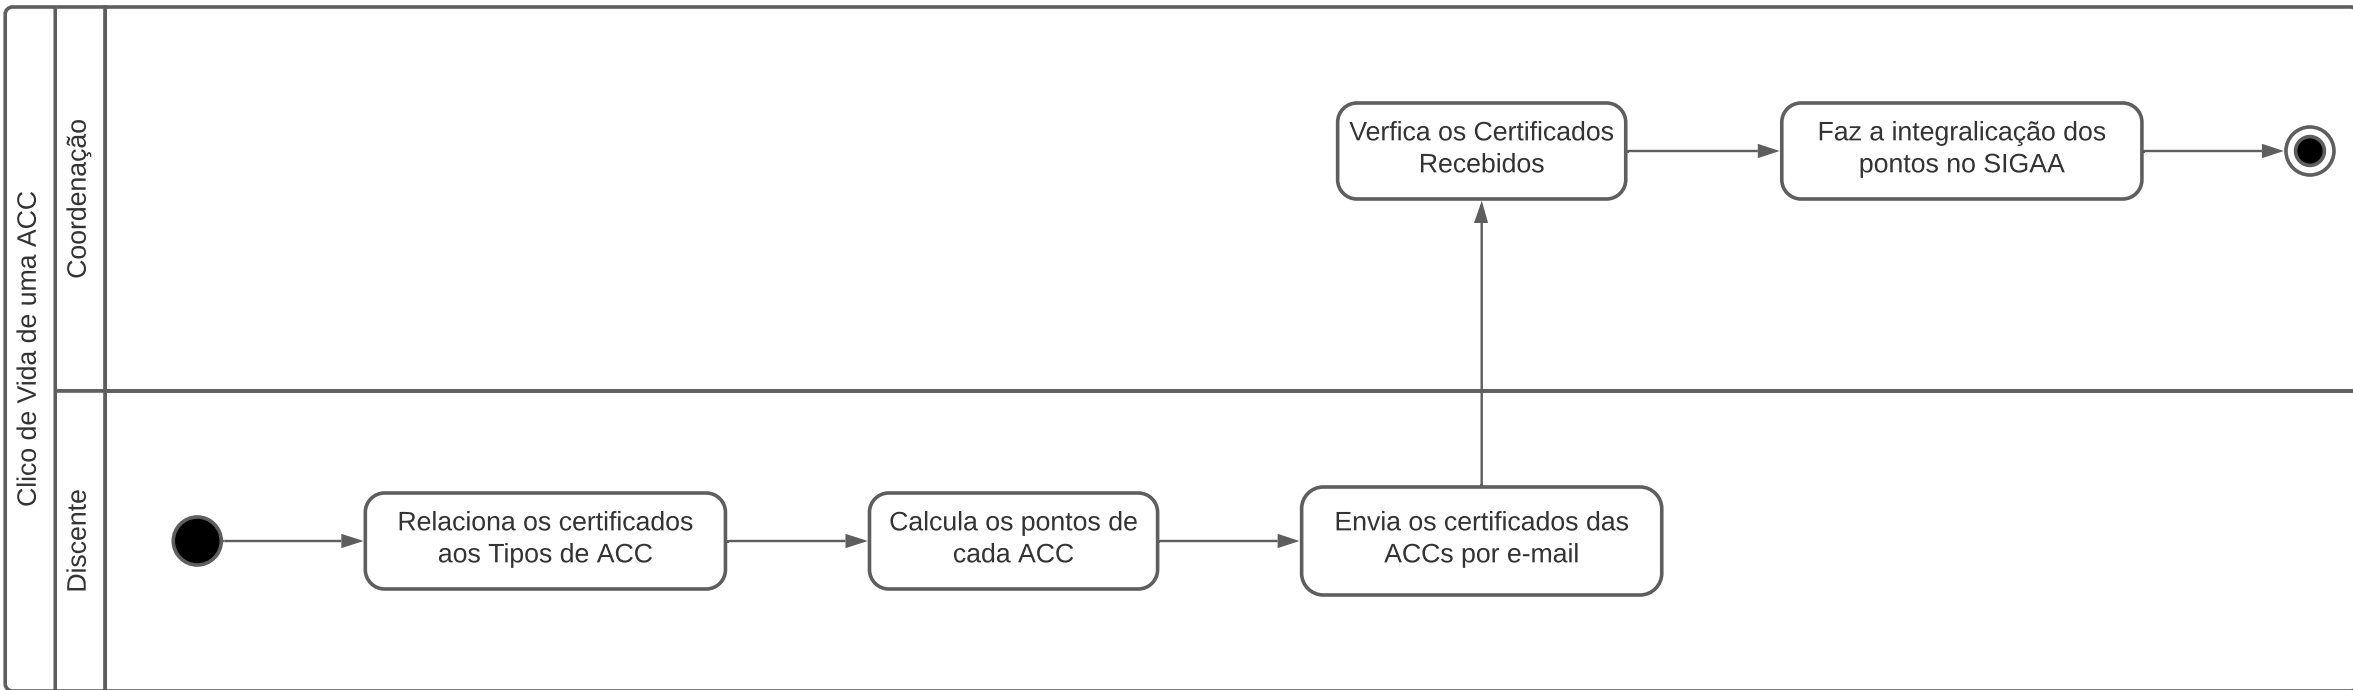 Clico de Vida de uma ACC
Coordenação
Verfica os Certificados
Recebidos
Faz a integralicação dos
pontos no SIGAA
Discente
Relaciona os certificados
aos Tipos de ACC
Calcula os pontos de
cada ACC
Envia os certificados das
ACCs por e-mail